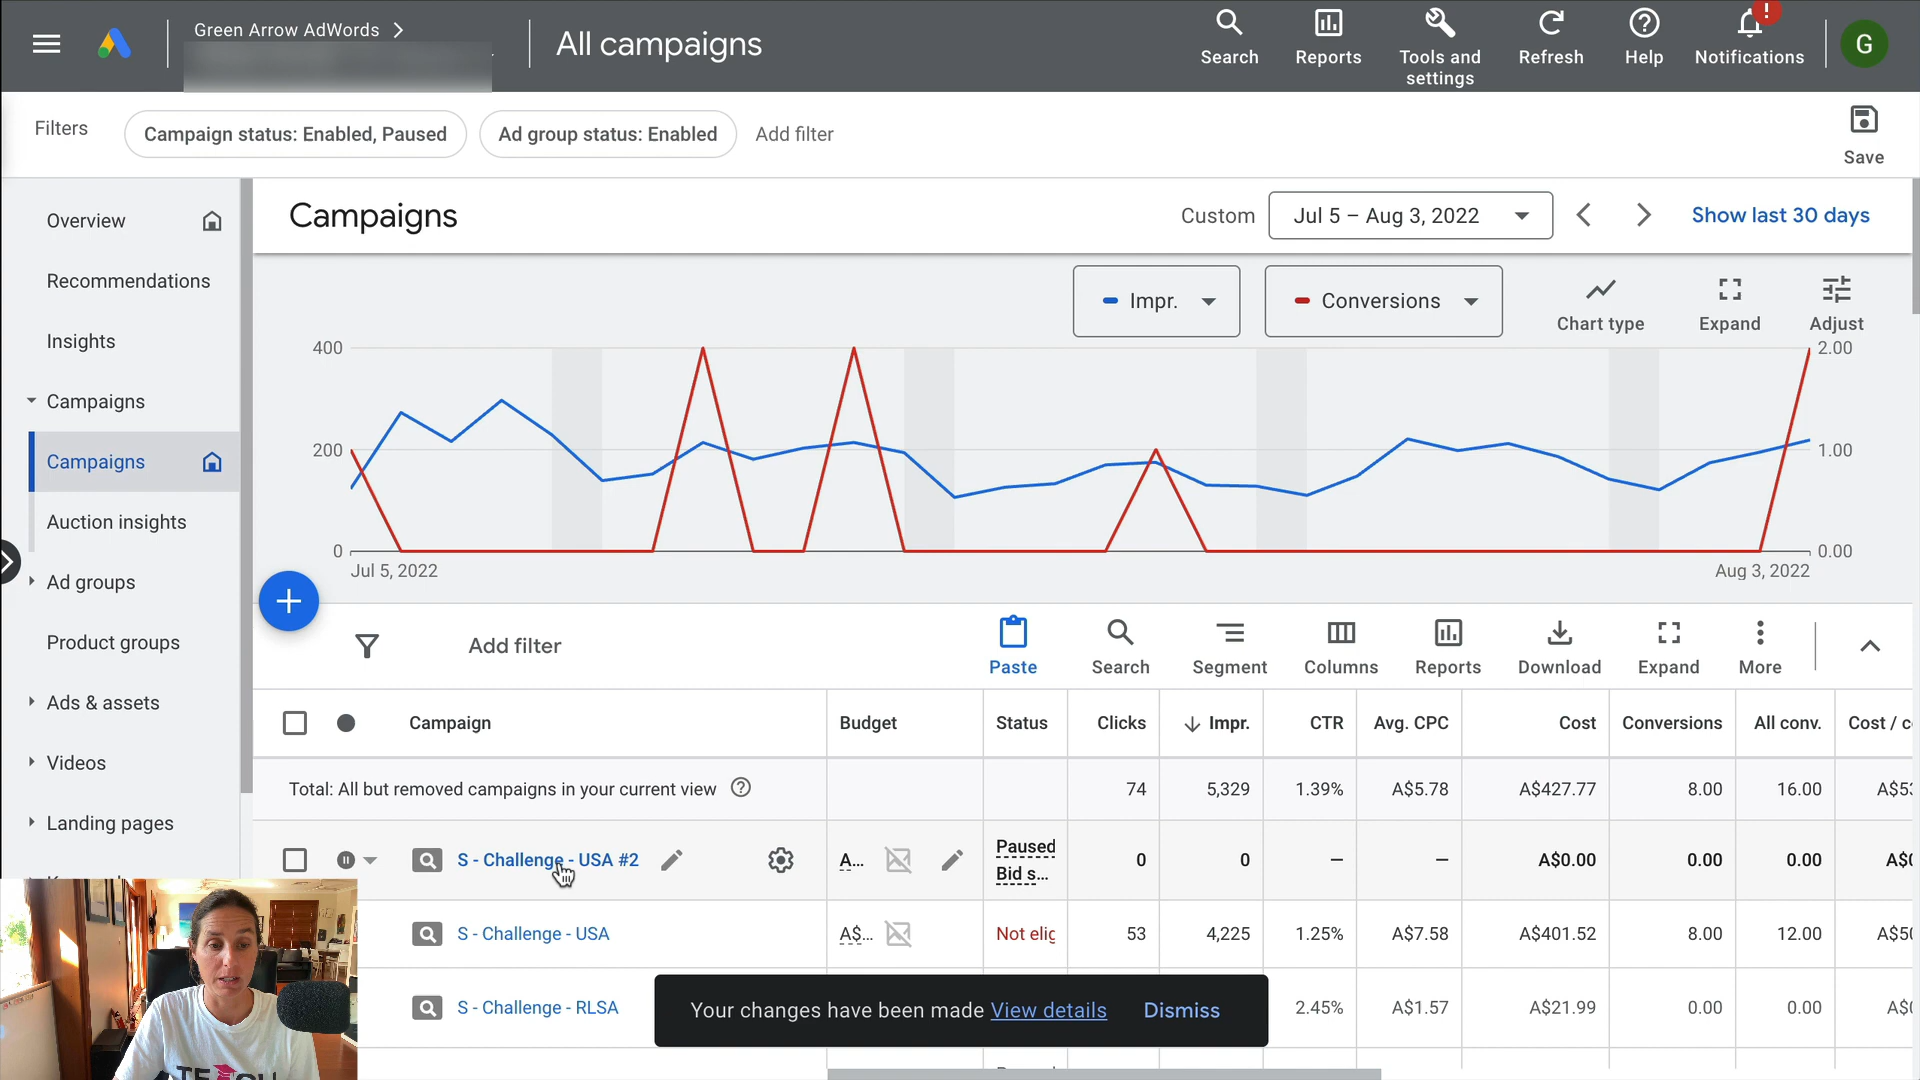 Green Arrow AdWords
All campaigns
Search
Reports
Tools and settings
Refresh
Help
Notifications
!
G
Filters
Campaign status: Enabled, Paused
Ad group status: Enabled
Add filter
Save
Overview
Recommendations
Insights
Campaigns
Campaigns
Auction insights
Ad groups
Product groups
Ads & assets
Videos
Landing pages
Campaigns
Custom
Jul 5 – Aug 3, 2022
Show last 30 days
Impr.
Conversions
Chart type
Expand
Adjust
400
2.00
200
1.00
0
0.00
Jul 5, 2022
Aug 3, 2022
Add filter
Paste
Search
Segment
Columns
Reports
Download
Expand
More
Campaign Budget Status Clicks Impr. CTR Avg. CPC Cost Conversions All conv. Cost / c
Total: All but removed campaigns in your current view 74 5,329 1.39% A$5.78 A$427.77 8.00 16.00 A$53
S - Challenge - USA #2 A... Paused Bid s... 0 0 – – A$0.00 0.00 0.00 A$0
S - Challenge - USA A$... Not elig 53 4,225 1.25% A$7.58 A$401.52 8.00 12.00 A$50
S - Challenge - RLSA 2.45% A$1.57 A$21.99 0.00 0.00 A$0
Your changes have been made View details Dismiss